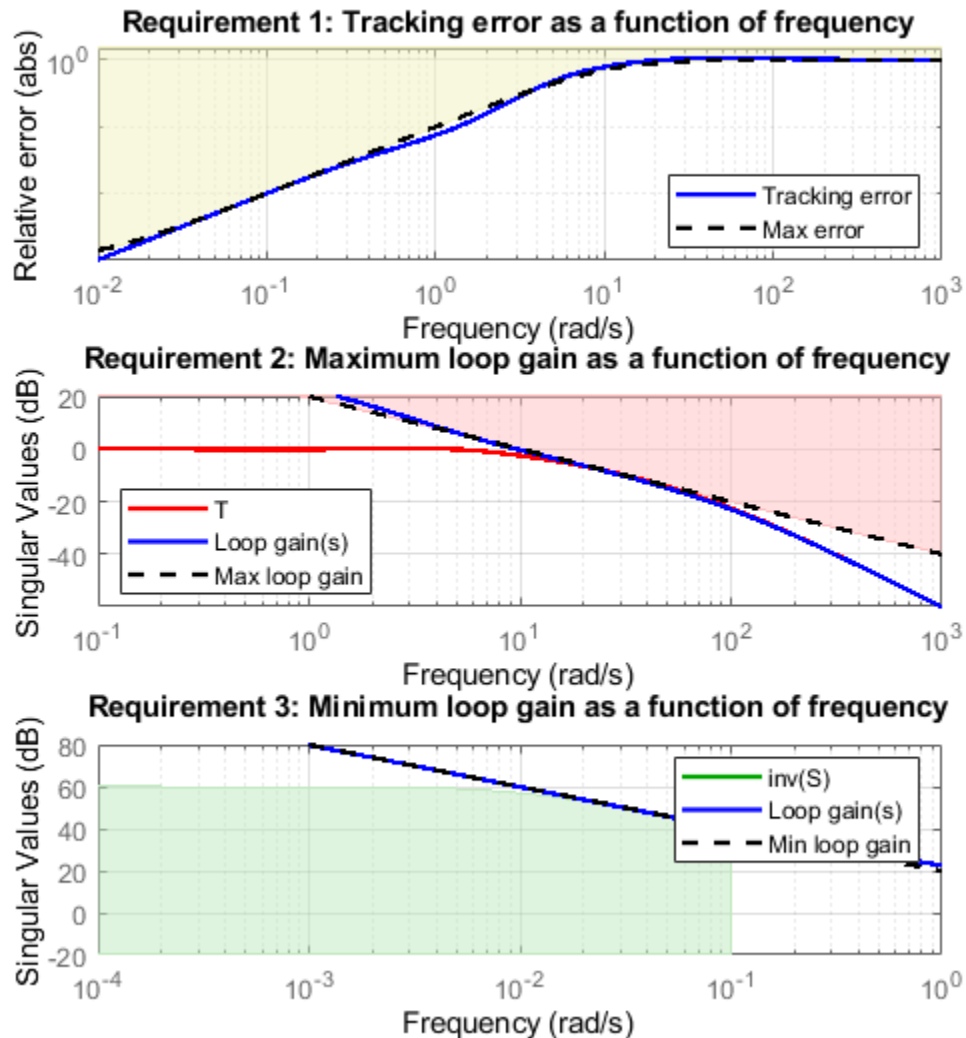 Requirement 1: Tracking error as a function of frequency
Relative error (abs)
10^0
Tracking error
Max error
10^-2 10^-1 10^0 10^1 10^2 10^3
Frequency (rad/s)
Requirement 2: Maximum loop gain as a function of frequency
Singular Values (dB)
20
0
-20
-40
T
Loop gain(s)
Max loop gain
10^-1 10^0 10^1 10^2 10^3
Frequency (rad/s)
Requirement 3: Minimum loop gain as a function of frequency
Singular Values (dB)
80
60
40
20
0
-20
inv(S)
Loop gain(s)
Min loop gain
10^-4 10^-3 10^-2 10^-1 10^0
Frequency (rad/s)